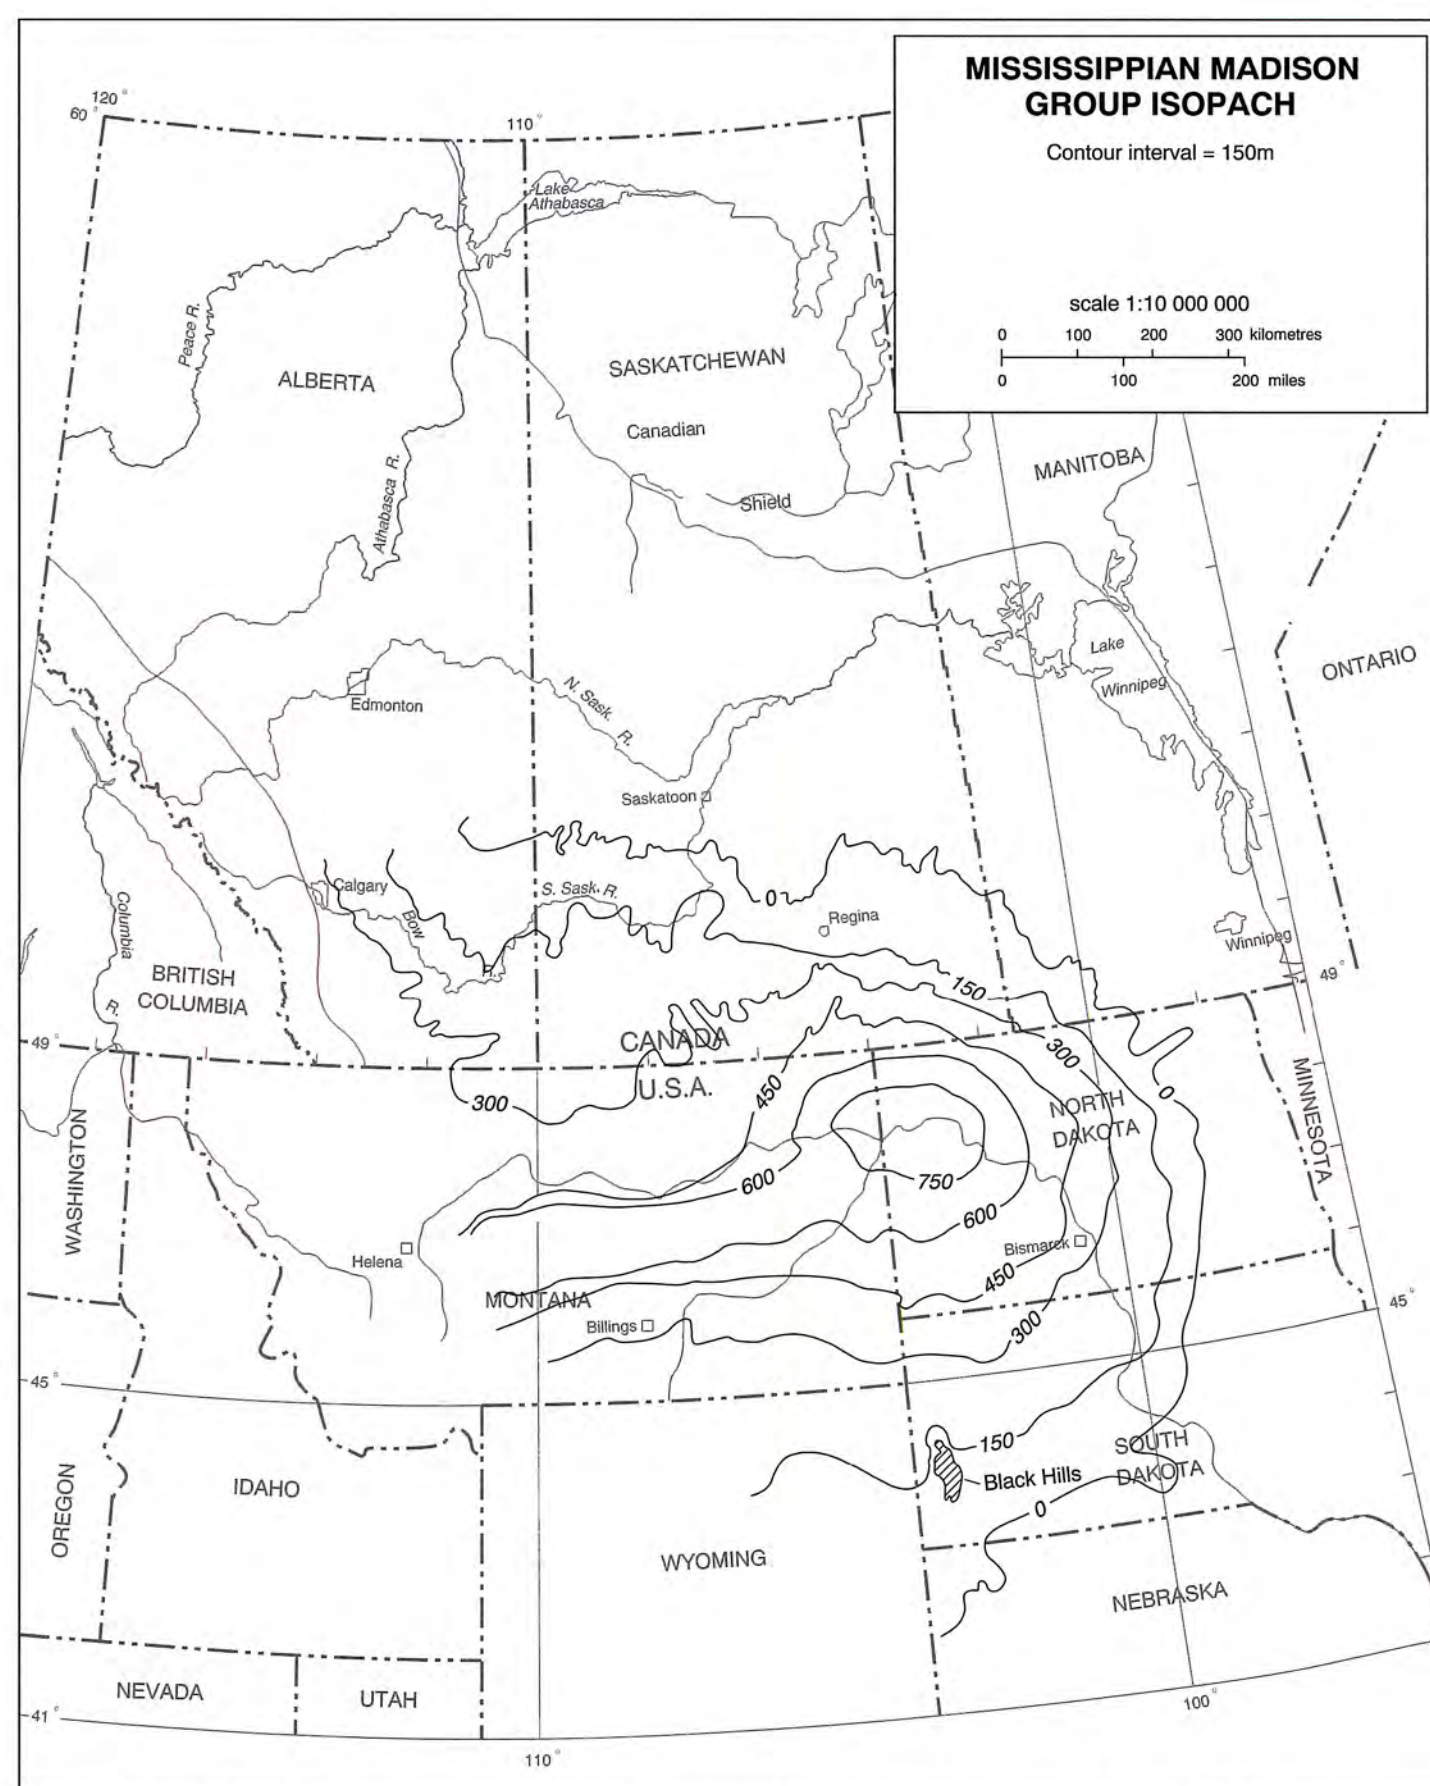 MISSISSIPPIAN MADISON
GROUP ISOPACH
Contour interval = 150m
scale 1:10 000 000
0 100 200 300 kilometres
0 100 200 miles
120°
60°
110°
Lake
Athabasca
Peace R.
ALBERTA
SASKATCHEWAN
Canadian
Shield
Athabasca R.
MANITOBA
Lake
Winnipeg
ONTARIO
Edmonton
N. Sask. R.
Saskatoon
Calgary
S. Sask. R.
Bow
R.
0
Regina
Columbia
R.
Winnipeg
BRITISH
COLUMBIA
150
49°
49°
CANADA
U.S.A.
300
450
300
0
NORTH
DAKOTA
MINNESOTA
WASHINGTON
600
750
600
Helena
Bismarck
450
MONTANA
Billings
300
45°
45°
150
Black Hills
SOUTH
DAKOTA
0
OREGON
IDAHO
WYOMING
NEBRASKA
NEVADA
UTAH
41°
110°
100°